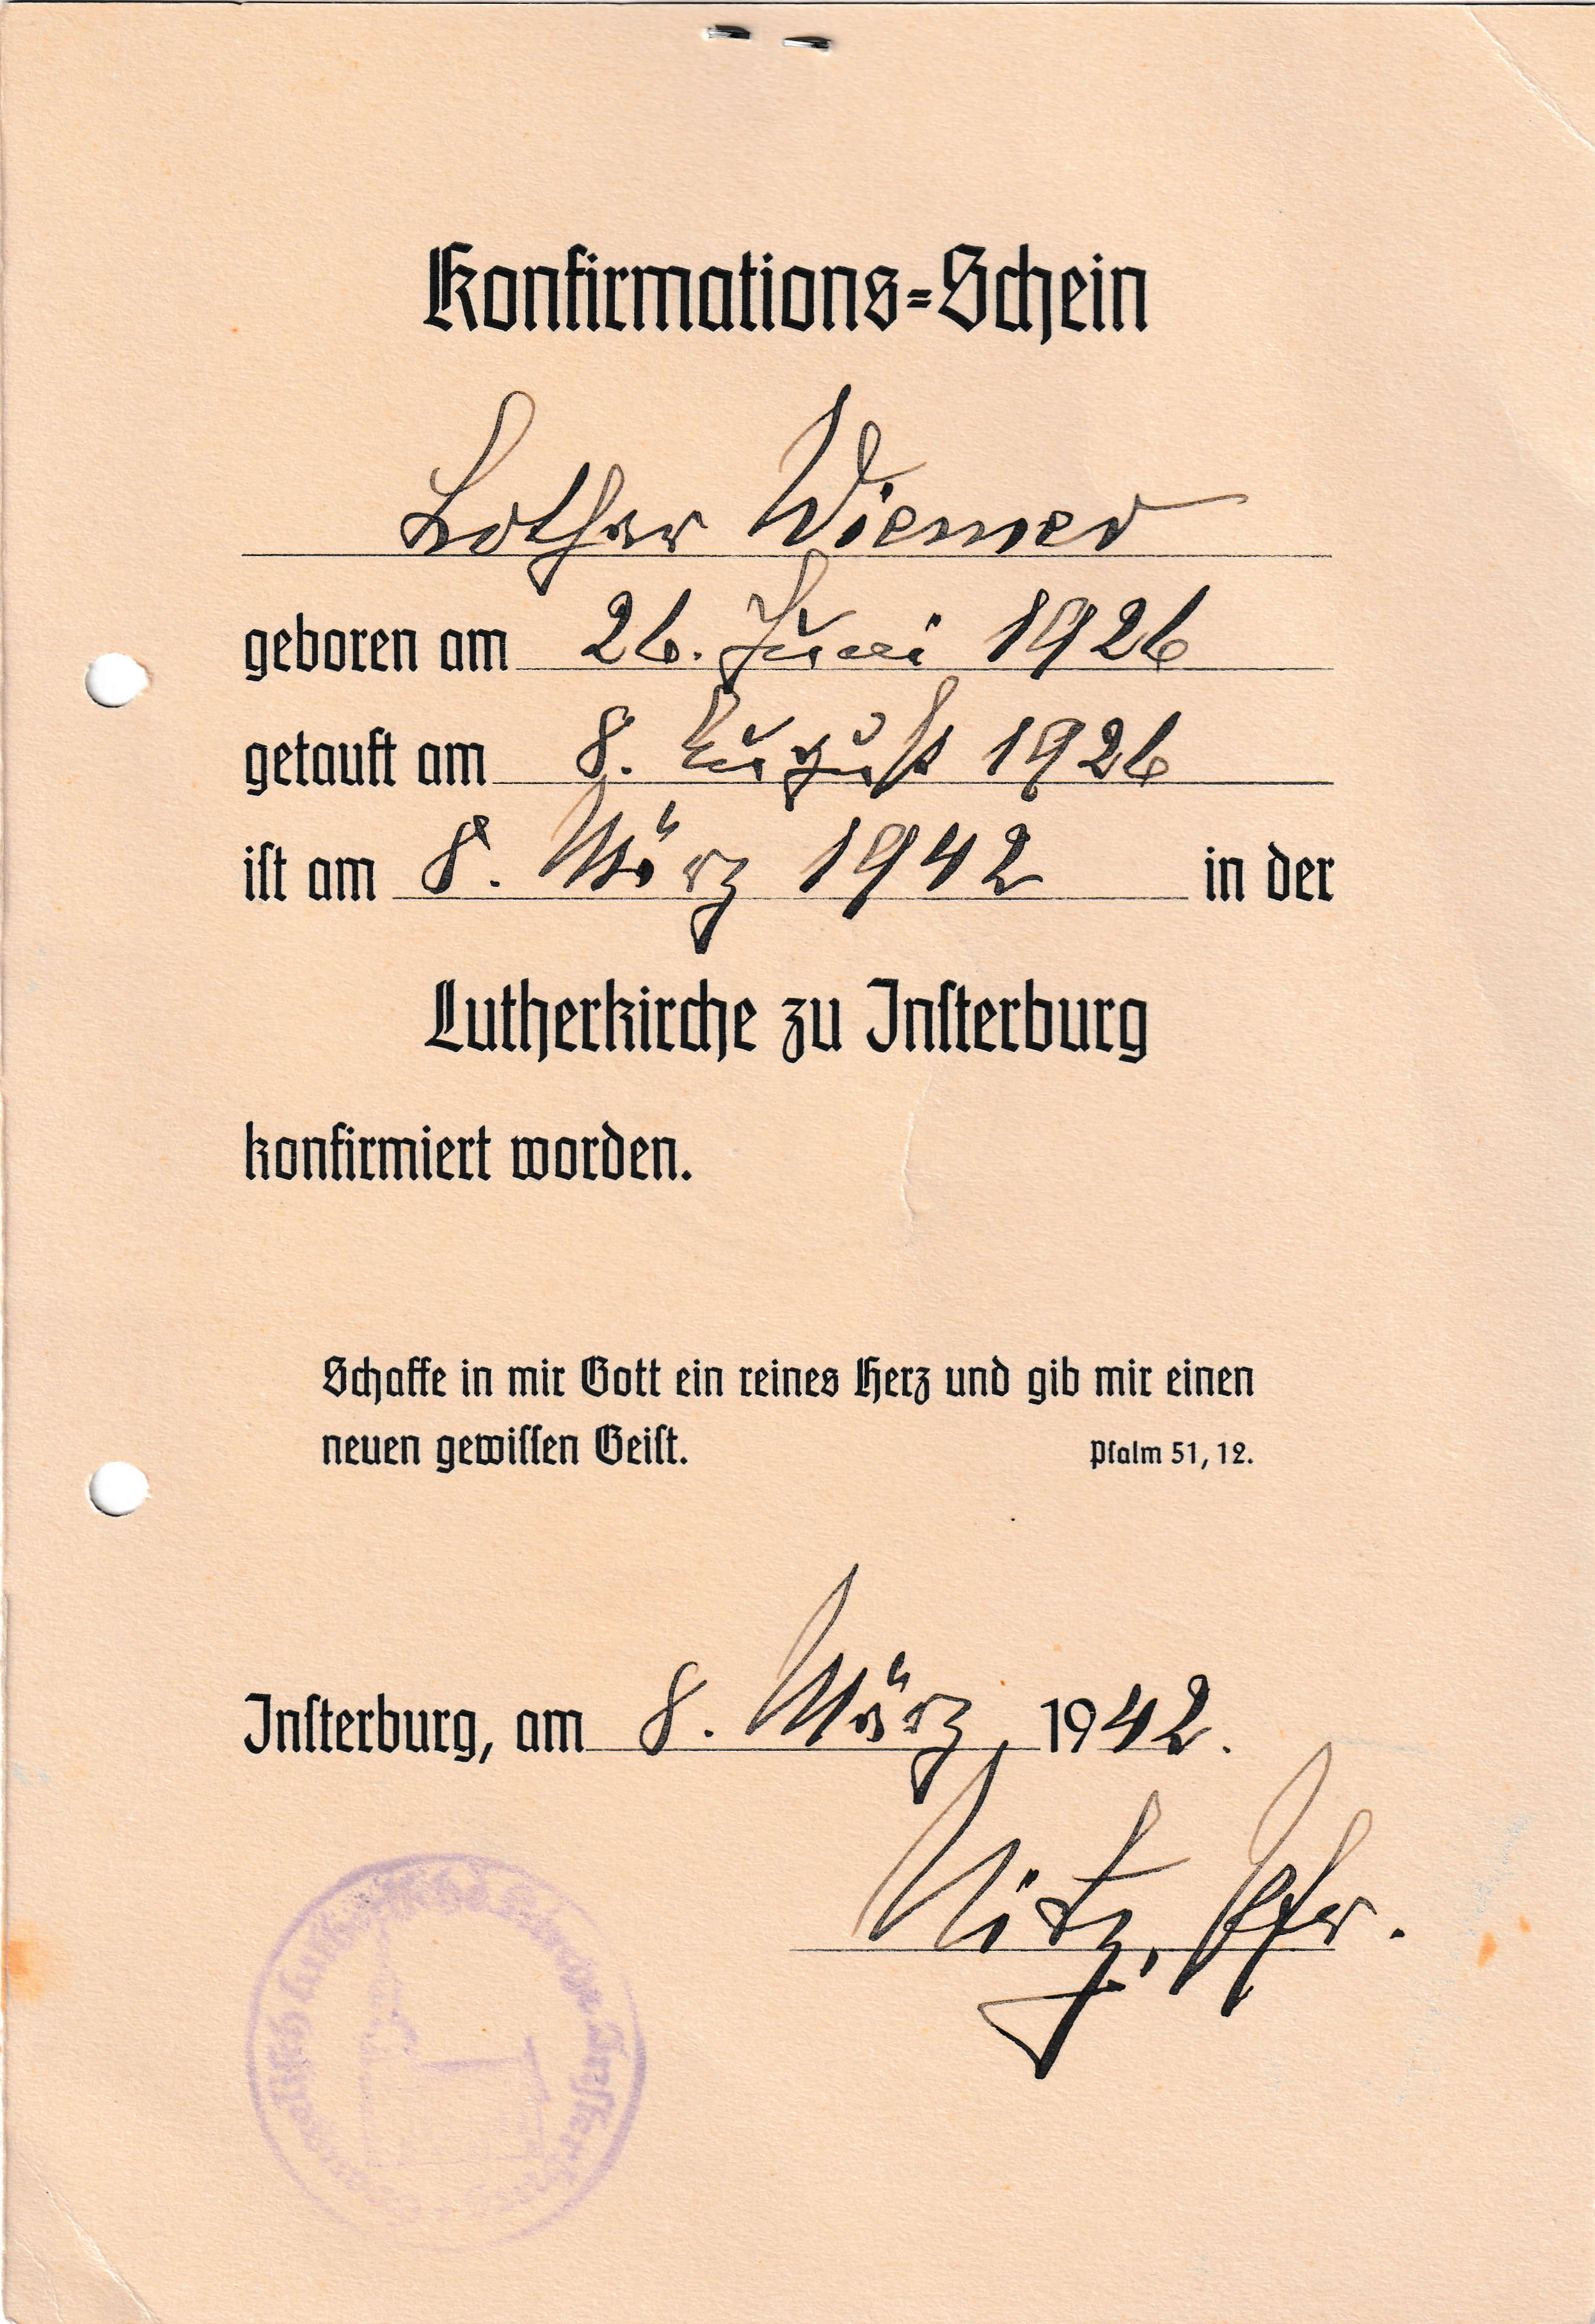 Konfirmations=Schein
Lothar Wiemer
geboren am 26. Juni 1926
getauft am 8. August 1926
iſt am 8. März 1942 in der
Lutherkirche zu Inſterburg
konfirmiert worden.
Schaffe in mir Gott ein reines Herz und gib mir einen
neuen gewiſſen Geiſt. Pſalm 51, 12.
Inſterburg, am 8. März 1942.
Nitz, Pfr.